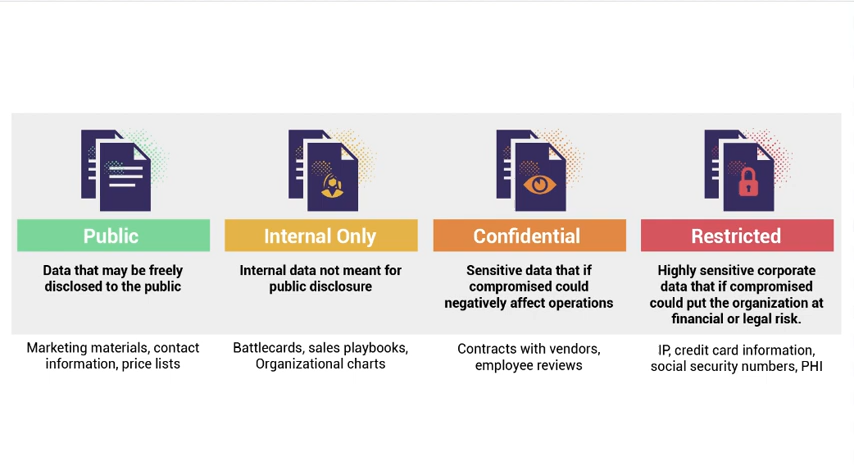 Public
Data that may be freely
disclosed to the public
Marketing materials, contact
information, price lists
Internal Only
Internal data not meant for
public disclosure
Battlecards, sales playbooks,
Organizational charts
Confidential
Sensitive data that if
compromised could
negatively affect operations
Contracts with vendors,
employee reviews
Restricted
Highly sensitive corporate
data that if compromised
could put the organization at
financial or legal risk.
IP, credit card information,
social security numbers, PHI